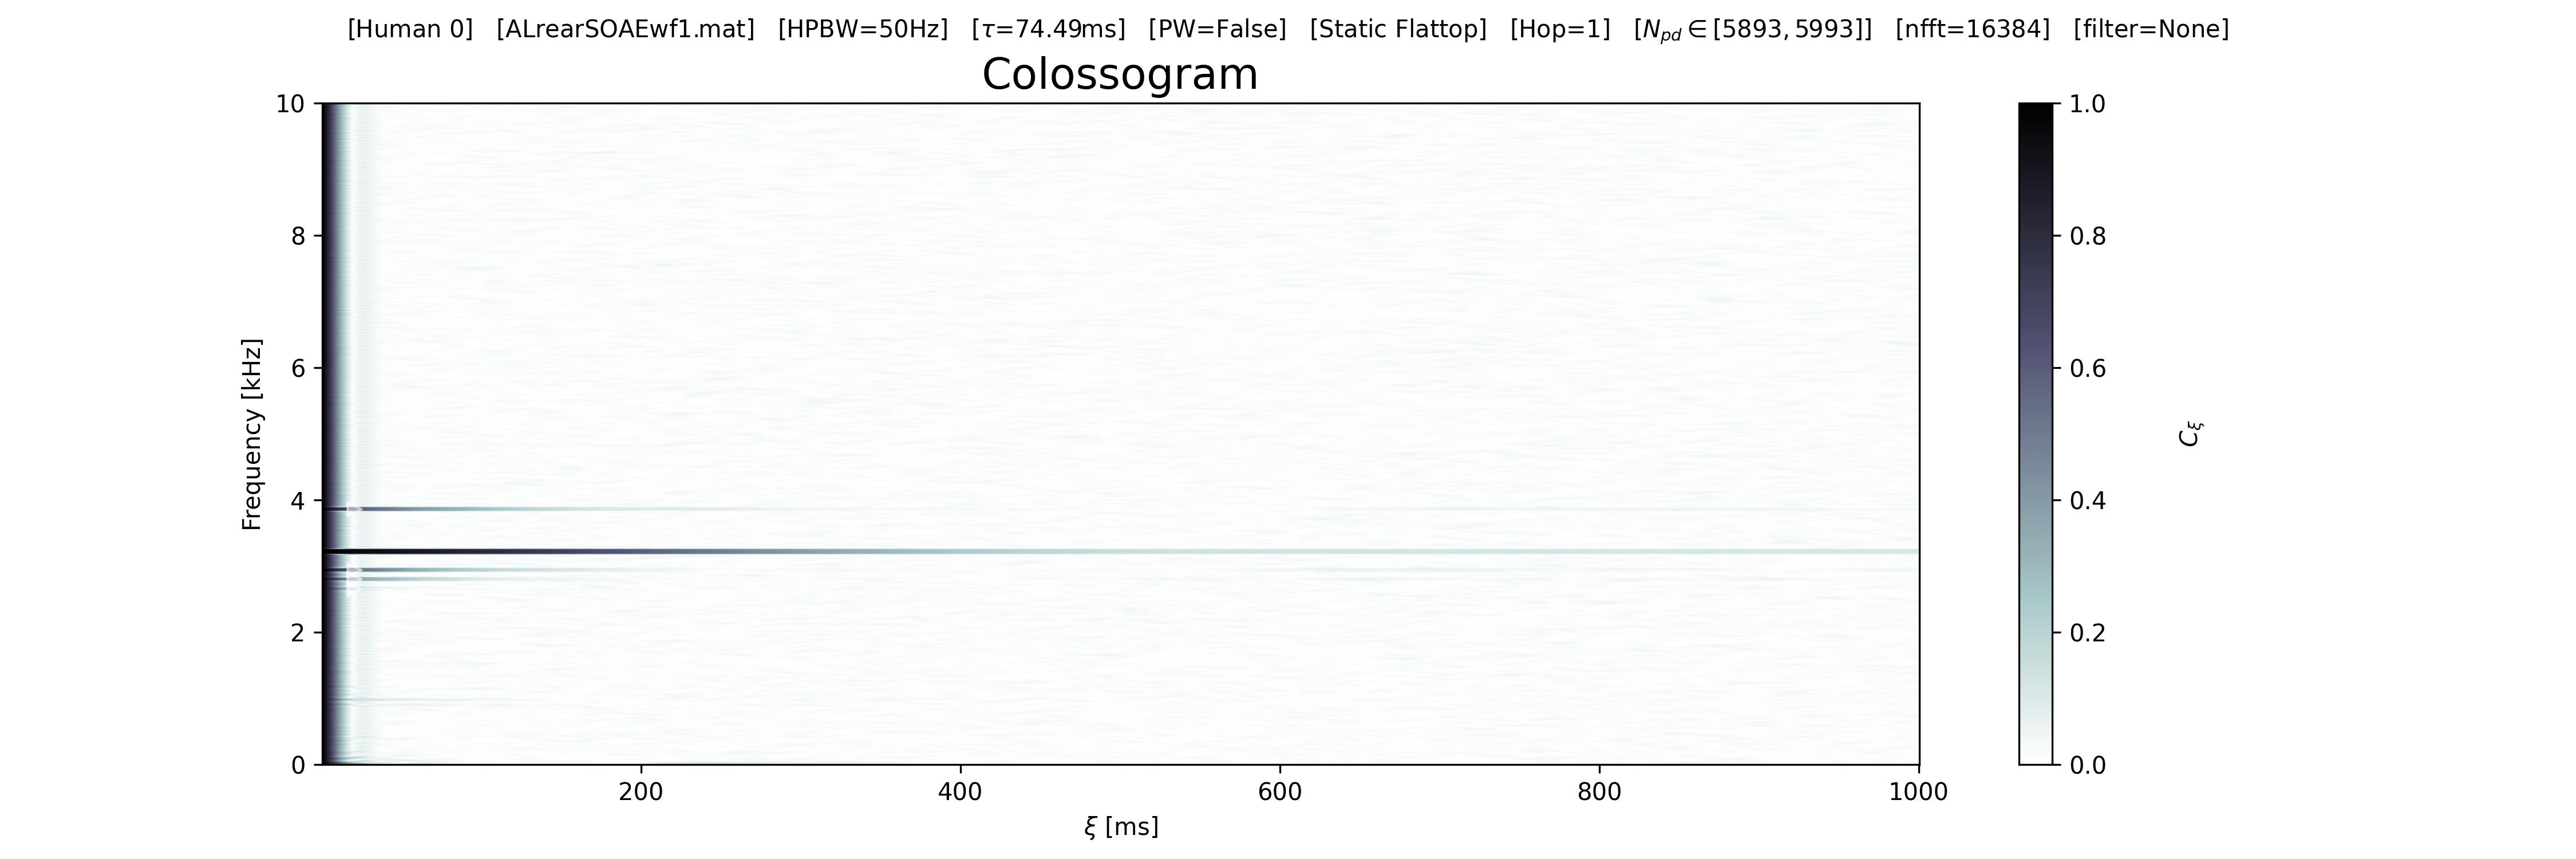 [Human 0] [ALrearSOAEwf1.mat] [HPBW=50Hz] [τ=74.49ms] [PW=False] [Static Flattop] [Hop=1] [N_pd ∈ [5893, 5993]] [nfft=16384] [filter=None]
Colossogram
10
8
6
4
2
0
Frequency [kHz]
200 400 600 800 1000
ξ [ms]
1.0
0.8
0.6
0.4
0.2
0.0
C_ξ